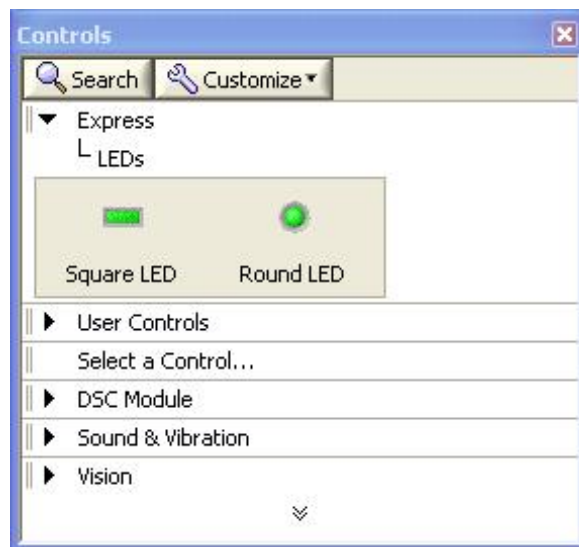 Controls
Search Customize
Express
LEDs
Square LED Round LED
User Controls
Select a Control...
DSC Module
Sound & Vibration
Vision